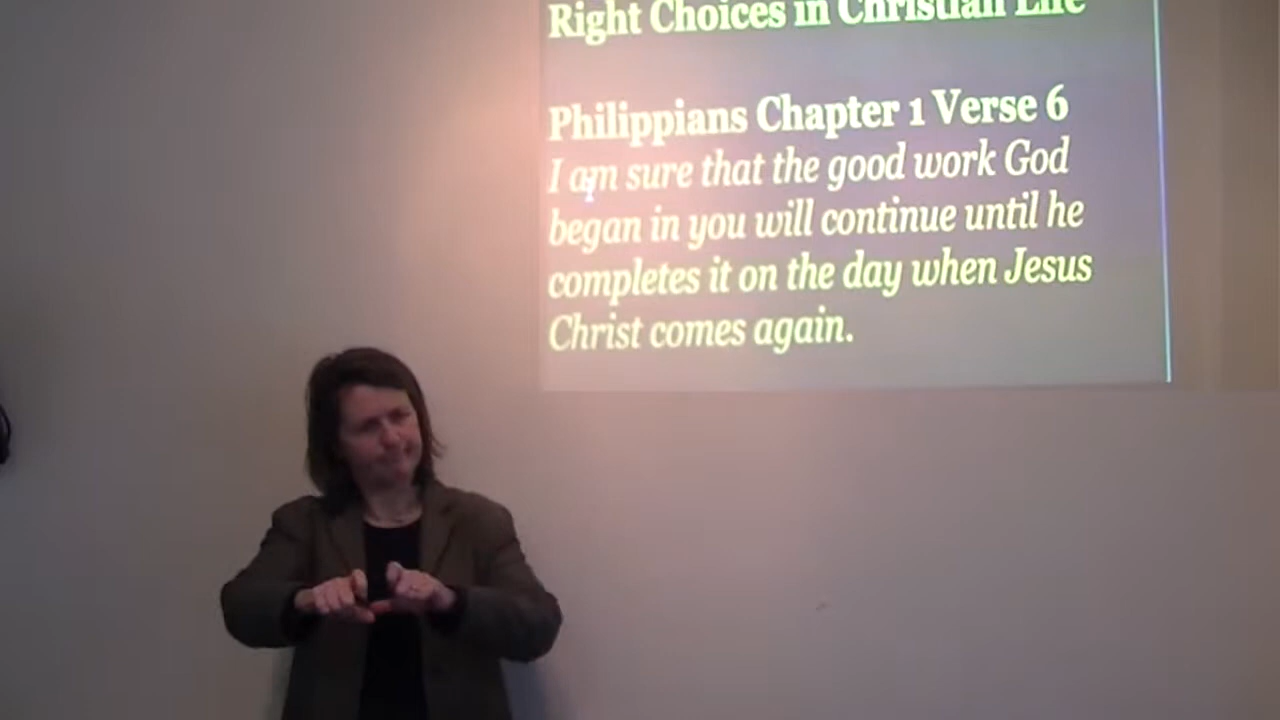 Right Choices in Christian Life
Philippians Chapter 1 Verse 6
I am sure that the good work God
began in you will continue until he
completes it on the day when Jesus
Christ comes again.